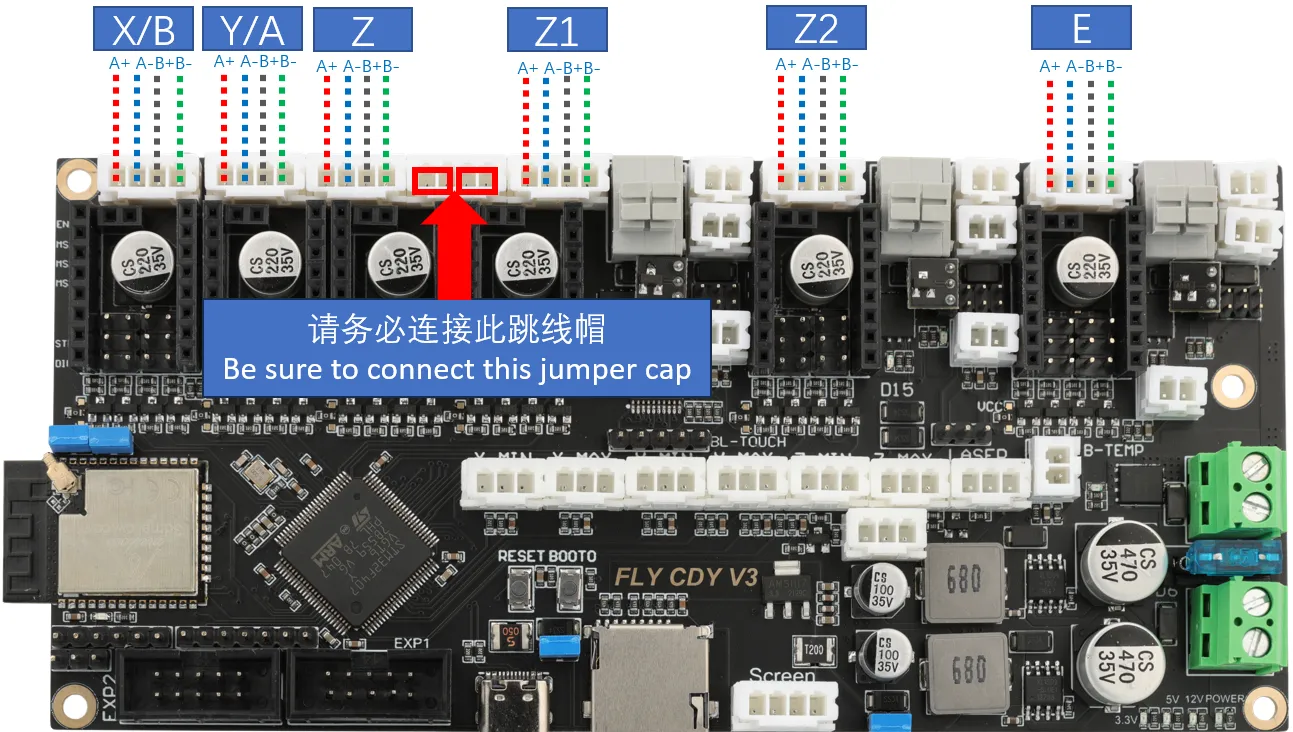 X/B
Y/A
Z
Z1
Z2
E
A+ A-B+B-
A+ A-B+B-
A+ A-B+B-
A+ A-B+B-
A+ A-B+B-
A+ A-B+B-
EN
MS
MS
MS
CS
220
35V
CS
220
35V
CS
220
35V
CS
220
35V
CS
220
35V
CS
220
35V
请务必连接此跳线帽
Be sure to connect this jumper cap
D15
VCC
BL-TOUCH
B-TEMP
LASER
ARM
RESET BOOT0
FLY CDY V3
CS
100
35V
680
CS
470
35V
EXP1
EXP2
T200
CS
100
35V
680
CS
470
35V
Screen
5V 12V POWER
3.3V